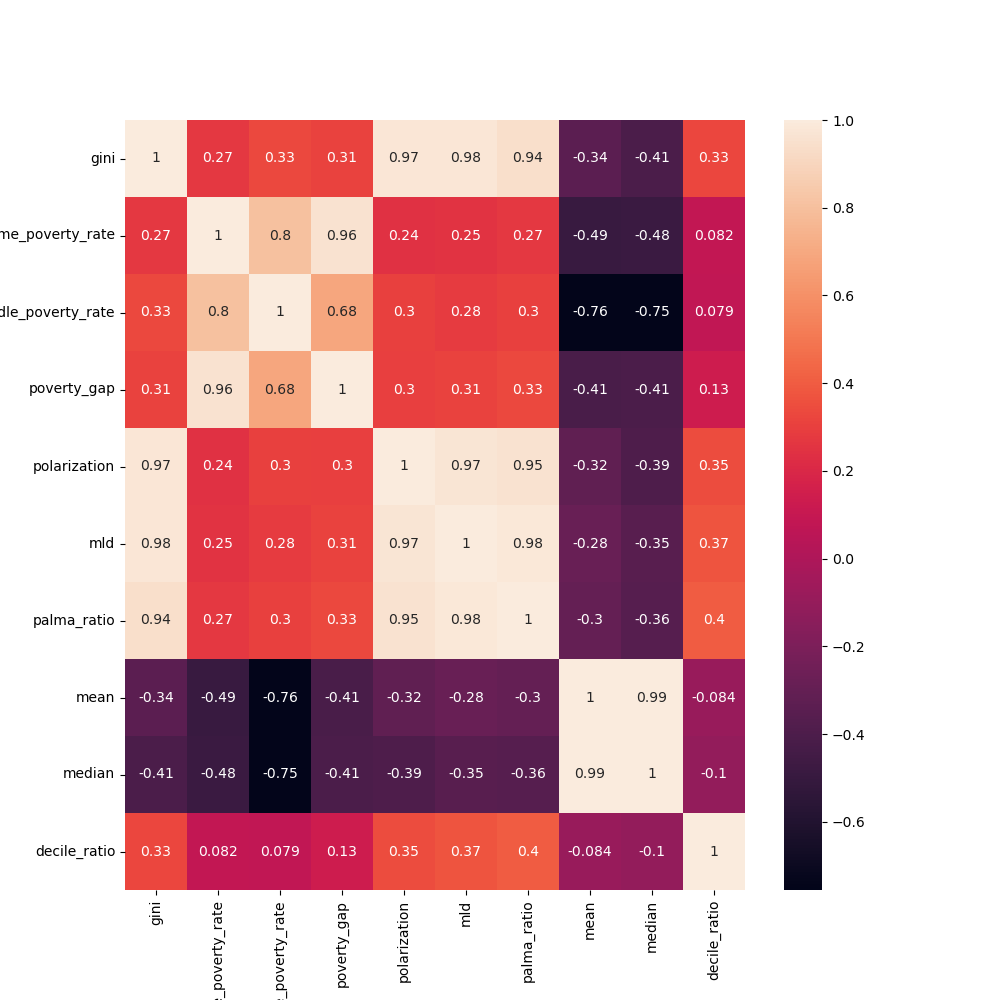 1.0
gini 1 0.27 0.33 0.31 0.97 0.98 0.94 -0.34 -0.41 0.33
0.8
me_poverty_rate 0.27 1 0.8 0.96 0.24 0.25 0.27 -0.49 -0.48 0.082
0.6
dle_poverty_rate 0.33 0.8 1 0.68 0.3 0.28 0.3 -0.76 -0.75 0.079
0.4
poverty_gap 0.31 0.96 0.68 1 0.3 0.31 0.33 -0.41 -0.41 0.13
polarization 0.97 0.24 0.3 0.3 1 0.97 0.95 -0.32 -0.39 0.35
0.2
mld 0.98 0.25 0.28 0.31 0.97 1 0.98 -0.28 -0.35 0.37
0.0
palma_ratio 0.94 0.27 0.3 0.33 0.95 0.98 1 -0.3 -0.36 0.4
−0.2
mean -0.34 -0.49 -0.76 -0.41 -0.32 -0.28 -0.3 1 0.99 -0.084
−0.4
median -0.41 -0.48 -0.75 -0.41 -0.39 -0.35 -0.36 0.99 1 -0.1
−0.6
decile_ratio 0.33 0.082 0.079 0.13 0.35 0.37 0.4 -0.084 -0.1 1
gini
e_poverty_rate
e_poverty_rate
poverty_gap
polarization
mld
palma_ratio
mean
median
decile_ratio